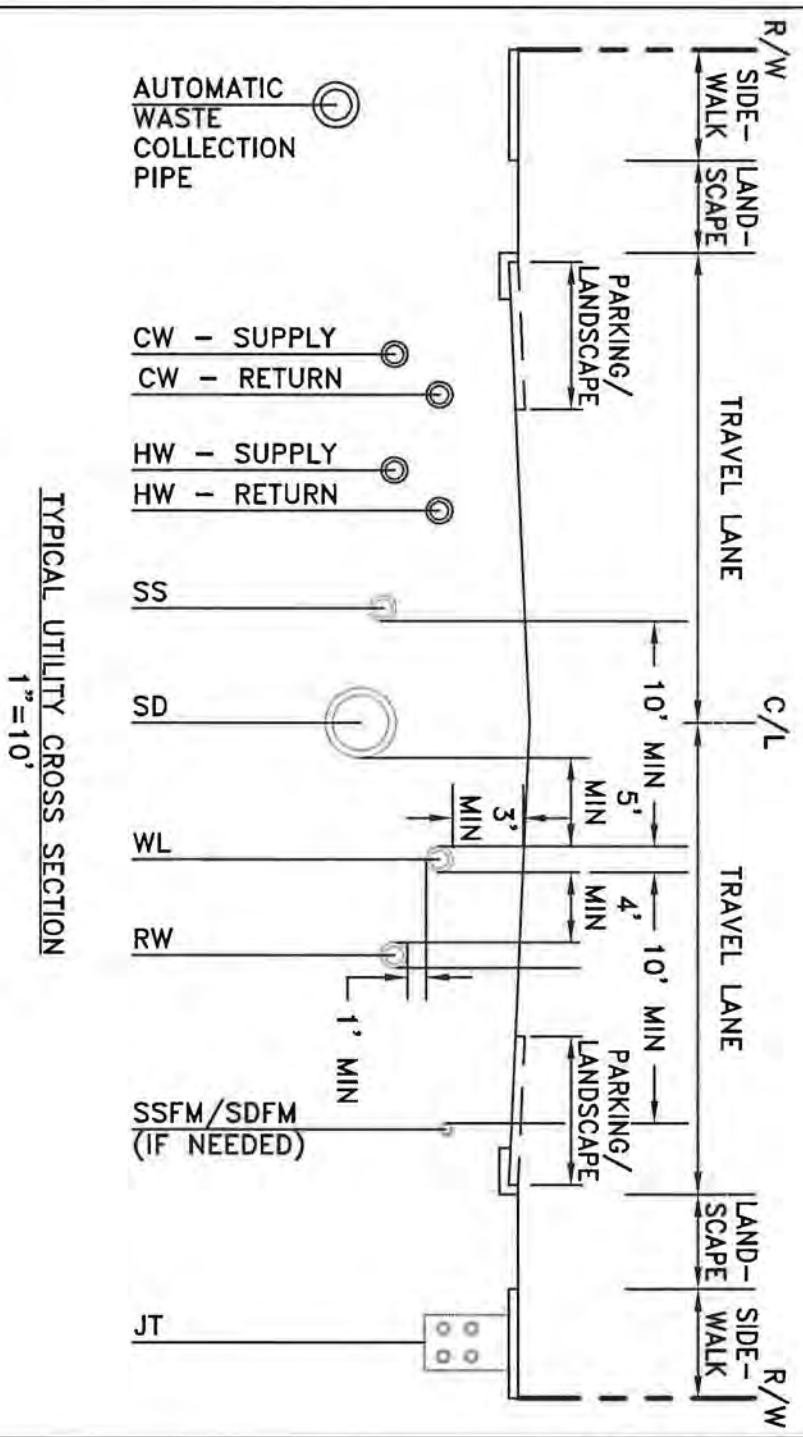 R/W
SIDE-
WALK
LAND-
SCAPE
TRAVEL LANE
C/L
TRAVEL LANE
LAND-
SCAPE
SIDE-
WALK
R/W
PARKING/
LANDSCAPE
10' MIN
5'
MIN
3'
MIN
4'
MIN
10' MIN
PARKING/
LANDSCAPE
1' MIN
AUTOMATIC
WASTE
COLLECTION
PIPE
CW - SUPPLY
CW - RETURN
HW - SUPPLY
HW - RETURN
SS
SD
WL
RW
SSFM/SDFM
(IF NEEDED)
JT
TYPICAL UTILITY CROSS SECTION
1"=10'